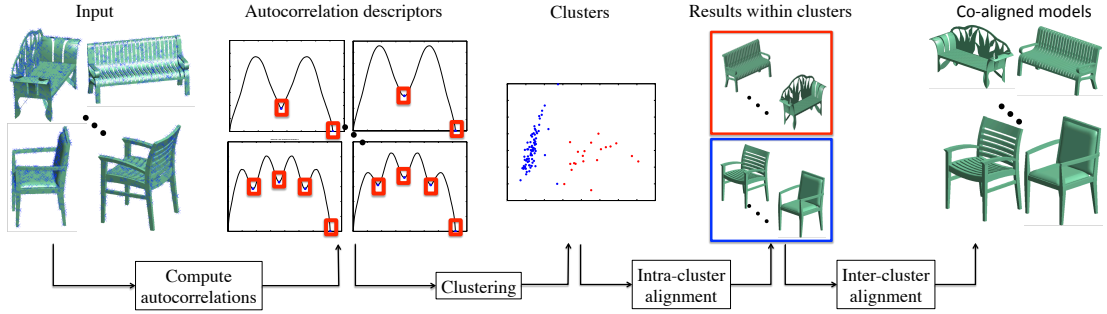 Input
Autocorrelation descriptors
Clusters
Results within clusters
Co-aligned models
Compute
autocorrelations
Clustering
Intra-cluster
alignment
Inter-cluster
alignment